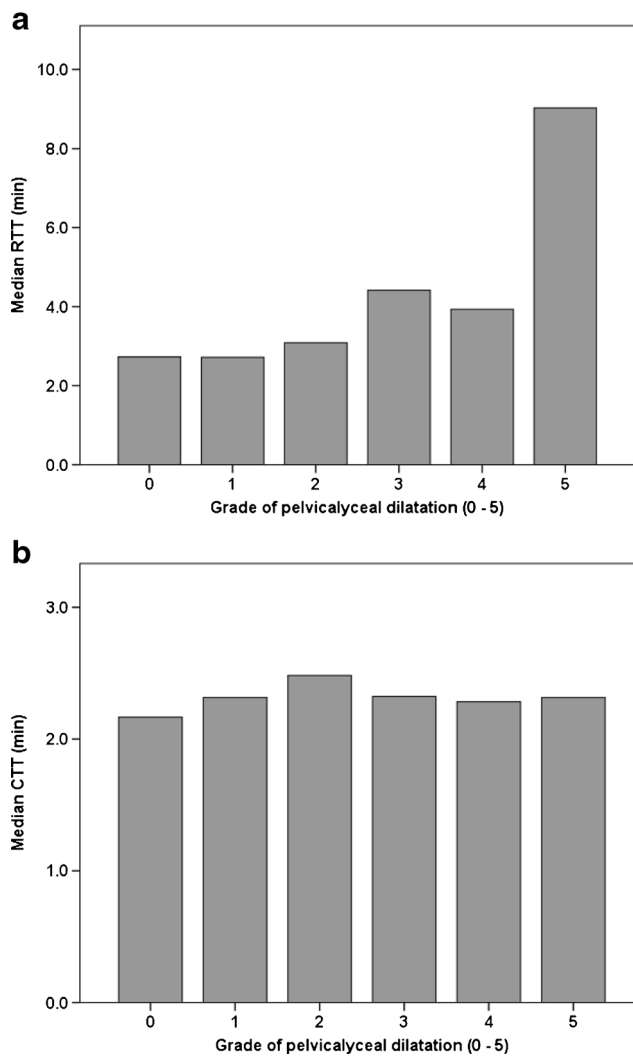 a
10.0
8.0
6.0
4.0
2.0
0.0
Median RTT (min)
0 1 2 3 4 5
Grade of pelvicalyceal dilatation (0 - 5)
b
3.0
2.0
1.0
0.0
Median CTT (min)
0 1 2 3 4 5
Grade of pelvicalyceal dilatation (0 - 5)